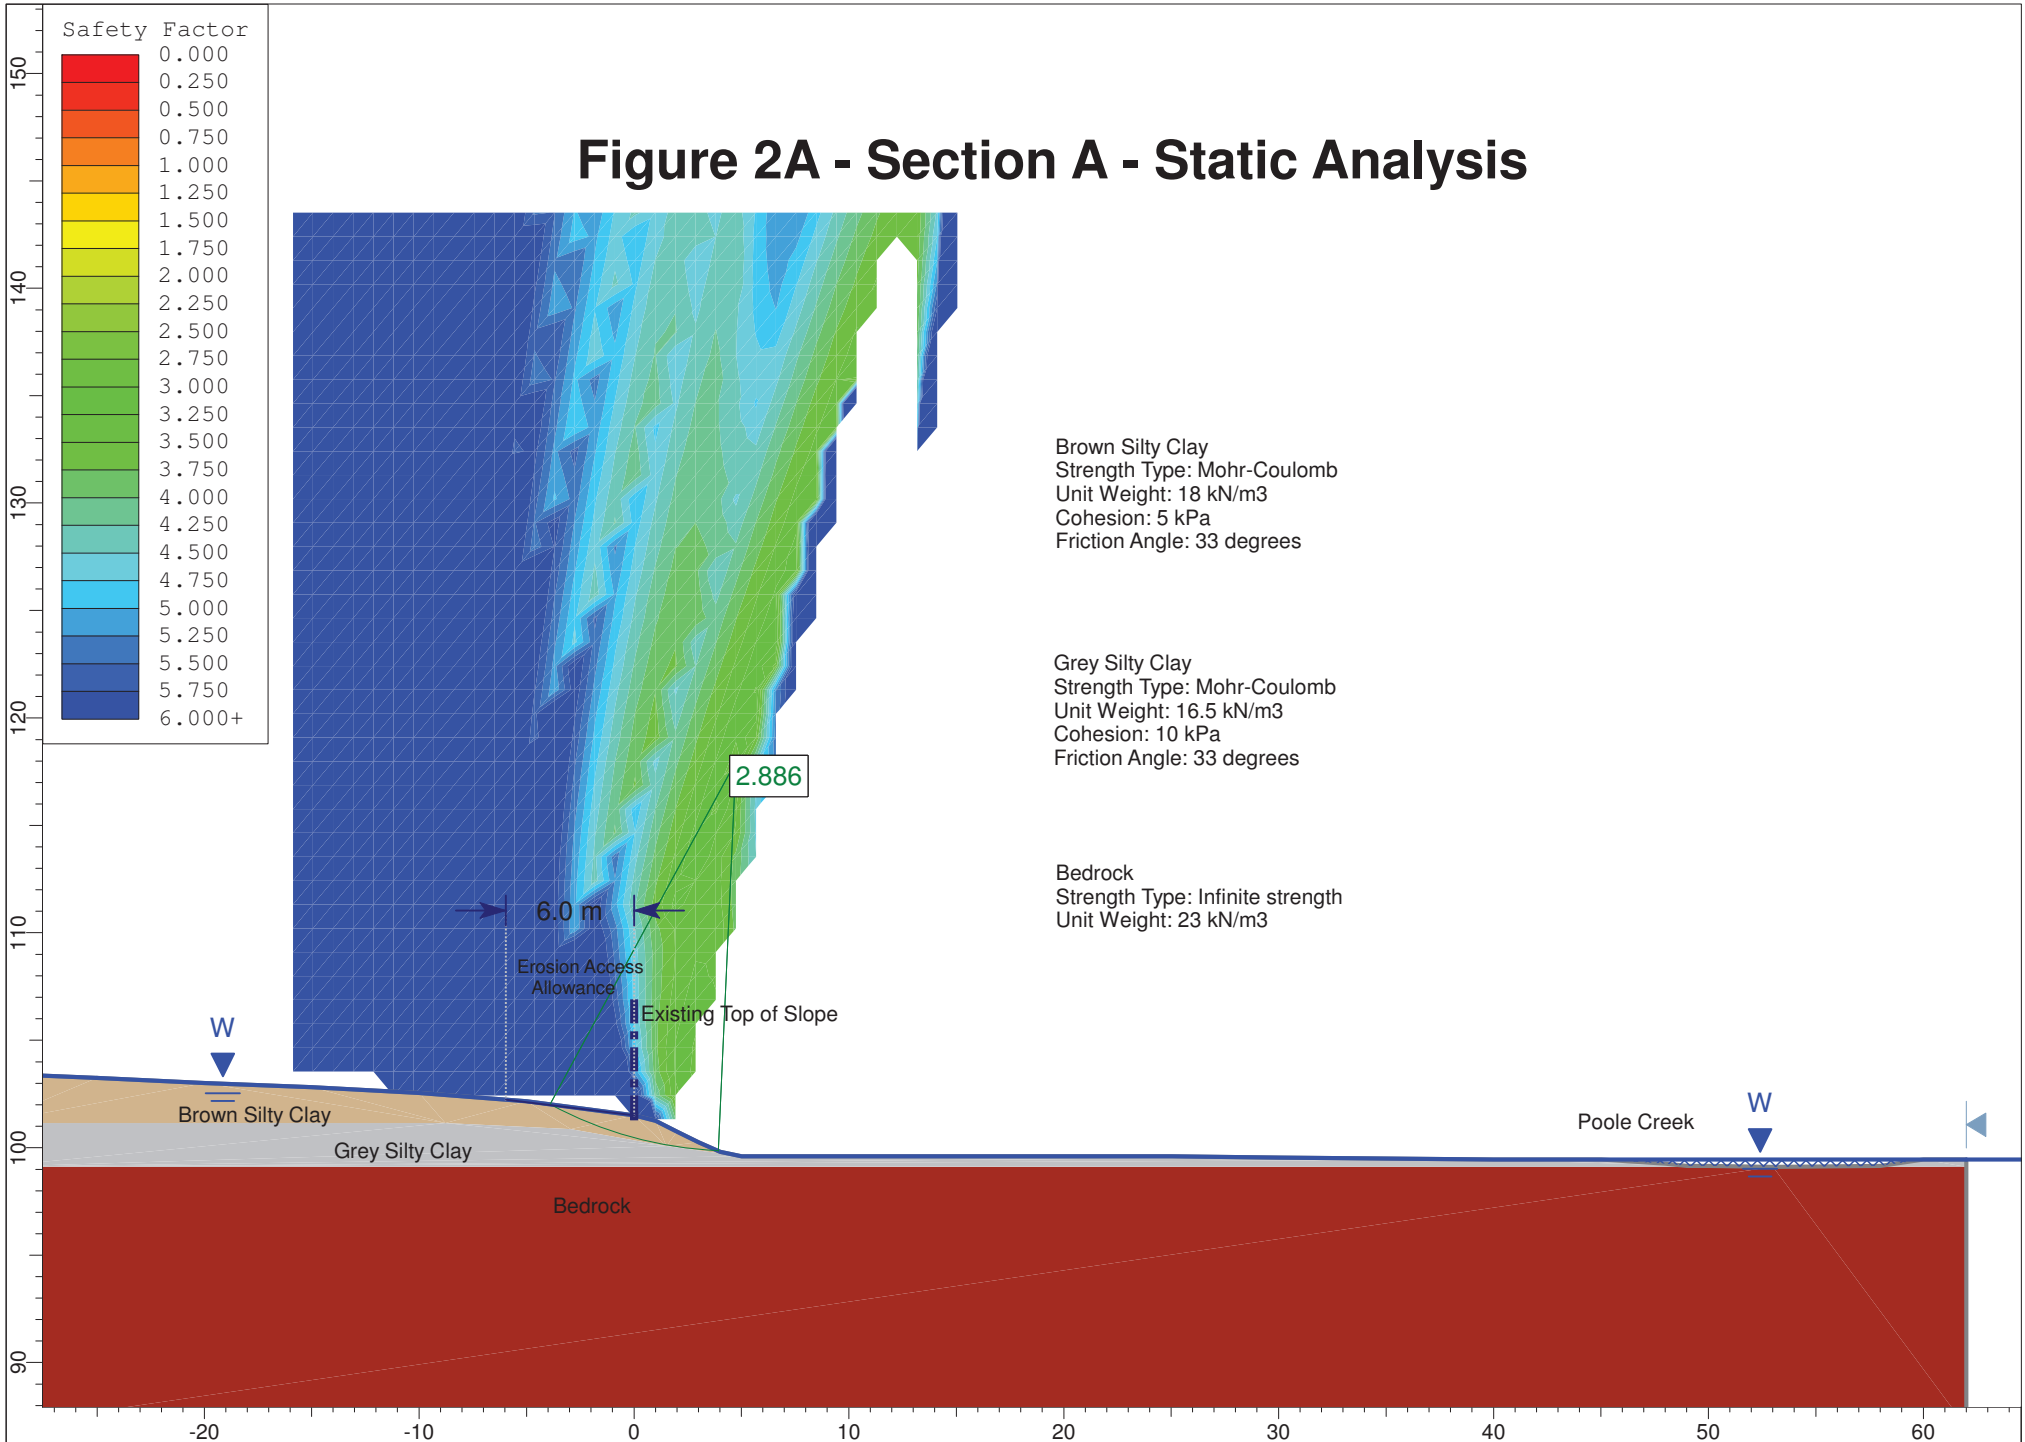 Safety Factor
0.000
0.250
0.500
0.750
1.000
1.250
1.500
1.750
2.000
2.250
2.500
2.750
3.000
3.250
3.500
3.750
4.000
4.250
4.500
4.750
5.000
5.250
5.500
5.750
6.000+
Figure 2A - Section A - Static Analysis
Brown Silty Clay
Strength Type: Mohr-Coulomb
Unit Weight: 18 kN/m3
Cohesion: 5 kPa
Friction Angle: 33 degrees
Grey Silty Clay
Strength Type: Mohr-Coulomb
Unit Weight: 16.5 kN/m3
Cohesion: 10 kPa
Friction Angle: 33 degrees
Bedrock
Strength Type: Infinite strength
Unit Weight: 23 kN/m3
2.886
6.0 m
Erosion Access
Allowance
Existing Top of Slope
W
Brown Silty Clay
Grey Silty Clay
Bedrock
Poole Creek
W
150
140
130
120
110
100
90
-20
-10
0
10
20
30
40
50
60